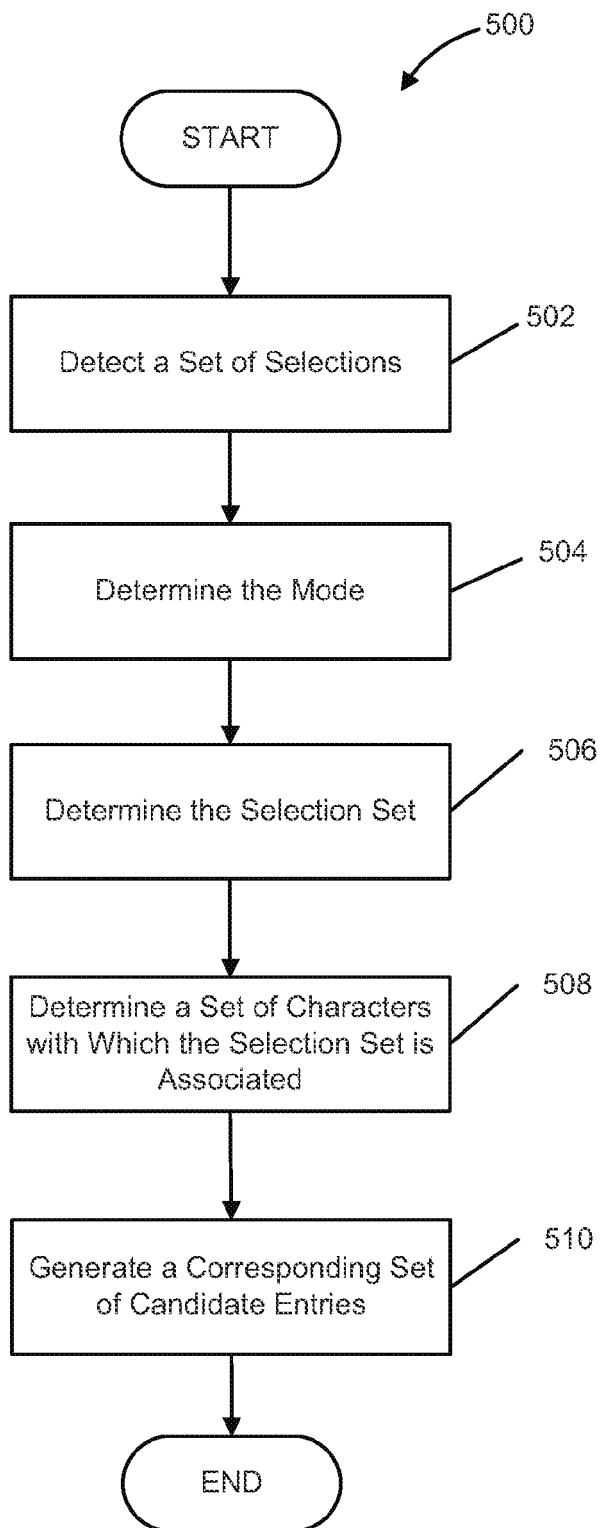 500
START
502
Detect a Set of Selections
504
Determine the Mode
506
Determine the Selection Set
508
Determine a Set of Characters
with Which the Selection Set is
Associated
510
Generate a Corresponding Set
of Candidate Entries
END